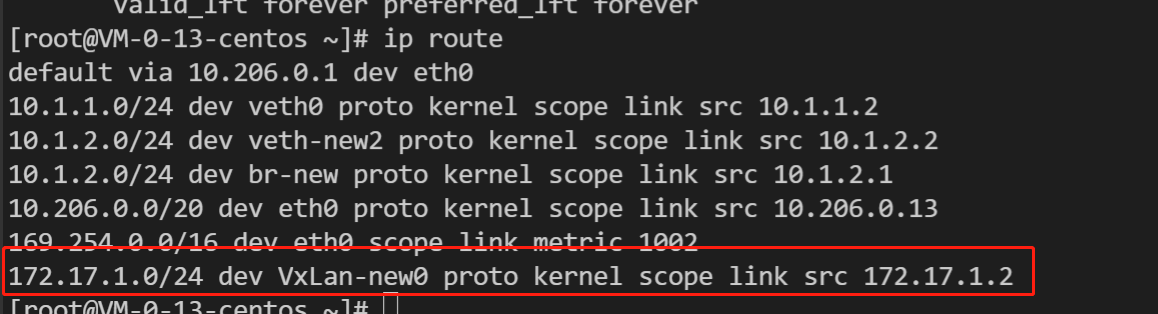 valid_lft forever preferred_lft forever
[root@VM-0-13-centos ~]# ip route
default via 10.206.0.1 dev eth0
10.1.1.0/24 dev veth0 proto kernel scope link src 10.1.1.2
10.1.2.0/24 dev veth-new2 proto kernel scope link src 10.1.2.2
10.1.2.0/24 dev br-new proto kernel scope link src 10.1.2.1
10.206.0.0/20 dev eth0 proto kernel scope link src 10.206.0.13
169.254.0.0/16 dev eth0 scope link metric 1002
172.17.1.0/24 dev VxLan-new0 proto kernel scope link src 172.17.1.2
[root@VM-0-13-centos ~]#